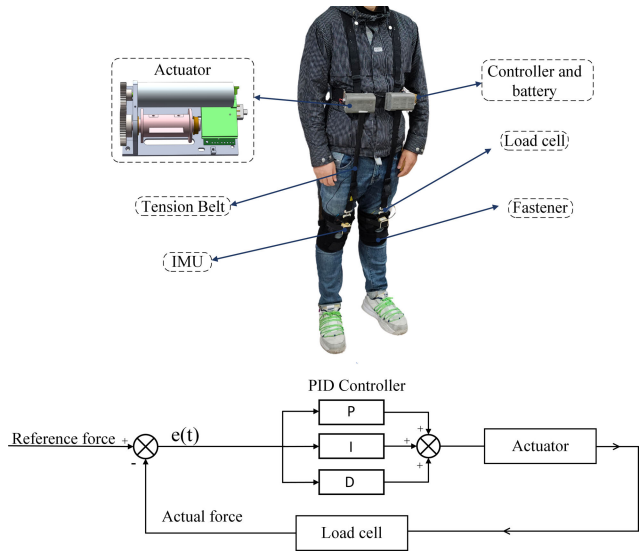 Actuator
Controller and
battery
Load cell
Tension Belt
Fastener
IMU
PID Controller
P
Reference force
+
e(t)
+
I
+
Actuator
-
+
D
Actual force
Load cell